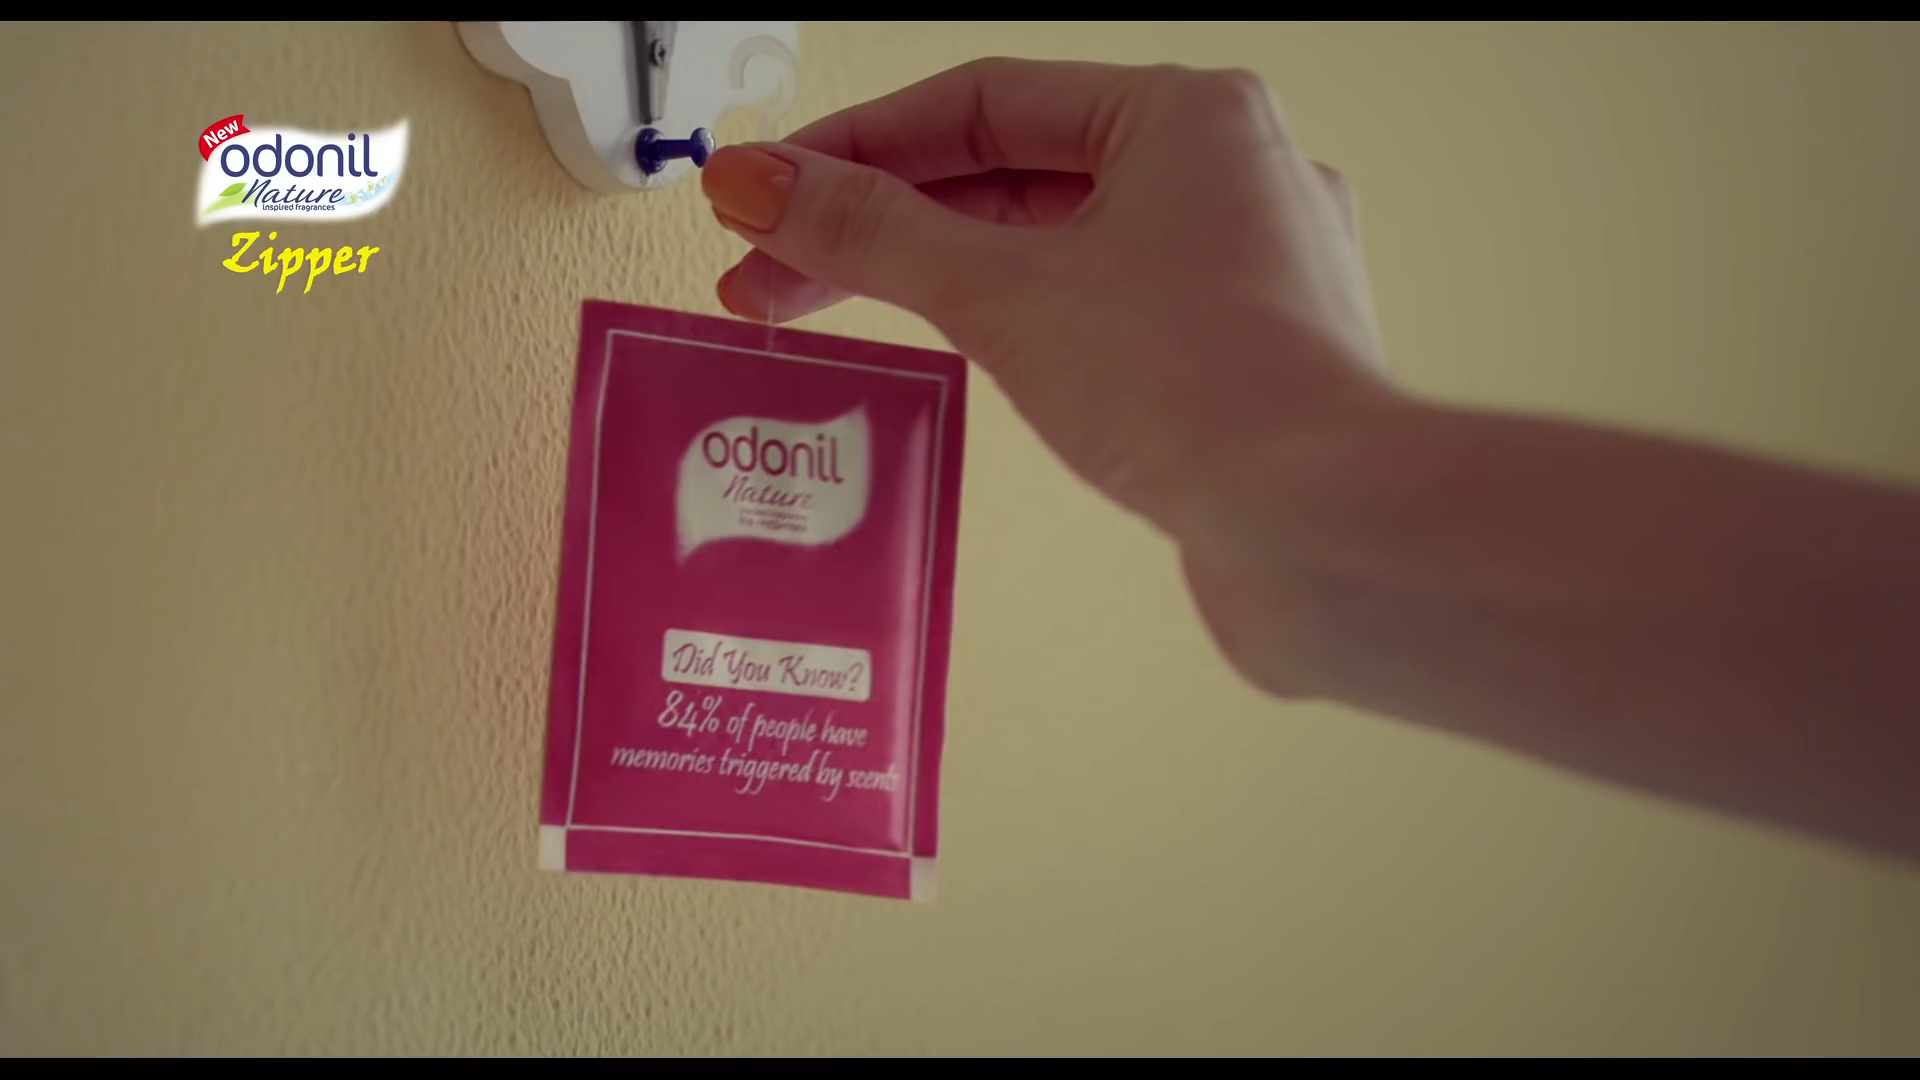 New
odonil
Nature
inspired fragrances
Zipper
odonil
Nature
Did You Know?
84% of people have
memories triggered by scents